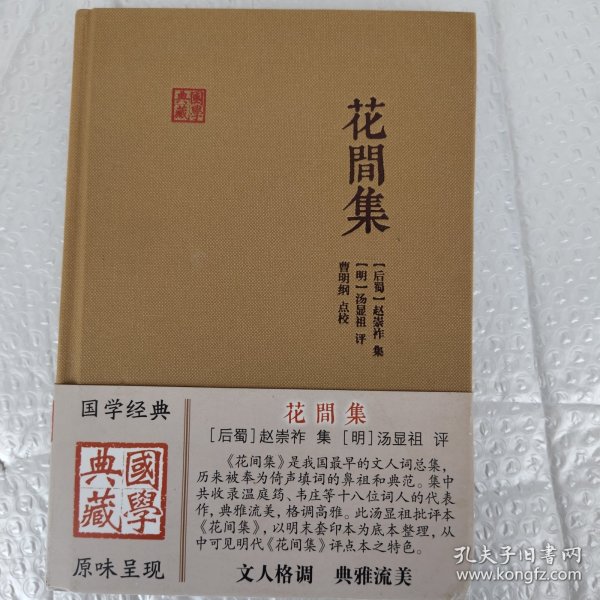 國學
典藏
花間集
［后蜀］赵崇祚 集
［明］汤显祖 评
曹明纲 点校
国学经典
國學
典藏
原味呈现
花間集
［后蜀］赵崇祚 集 ［明］汤显祖 评
《花间集》是我国最早的文人词总集，
历来被奉为倚声填词的鼻祖和典范。集中
共收录温庭筠、韦庄等十八位词人的代表
作，典雅流美，格调高雅。此汤显祖批评本
《花间集》，以明末套印本为底本整理，从
中可见明代《花间集》评点本之特色。
文人格调 典雅流美
孔夫子旧书网
www.kongfz.com